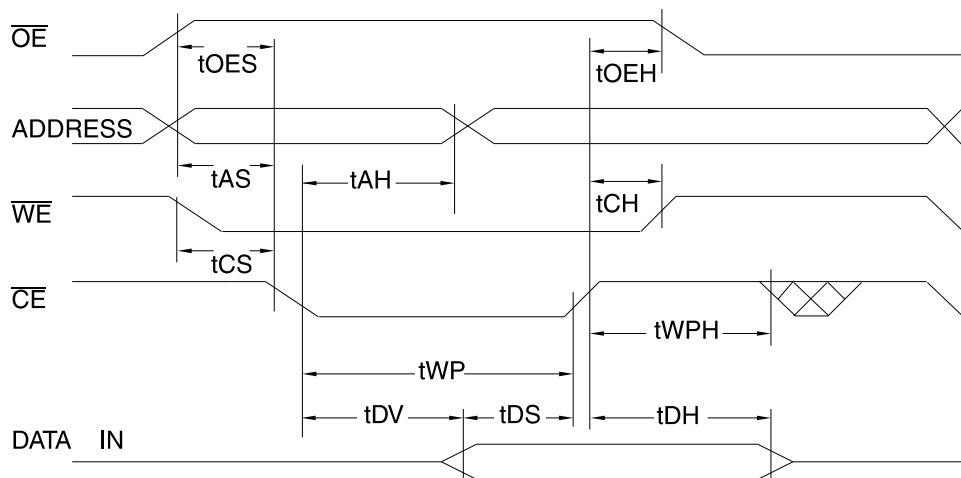 OE
tOES
tOEH
ADDRESS
tAS
tAH
tCH
WE
tCS
CE
tWPH
tWP
tDV tDS tDH
DATA IN